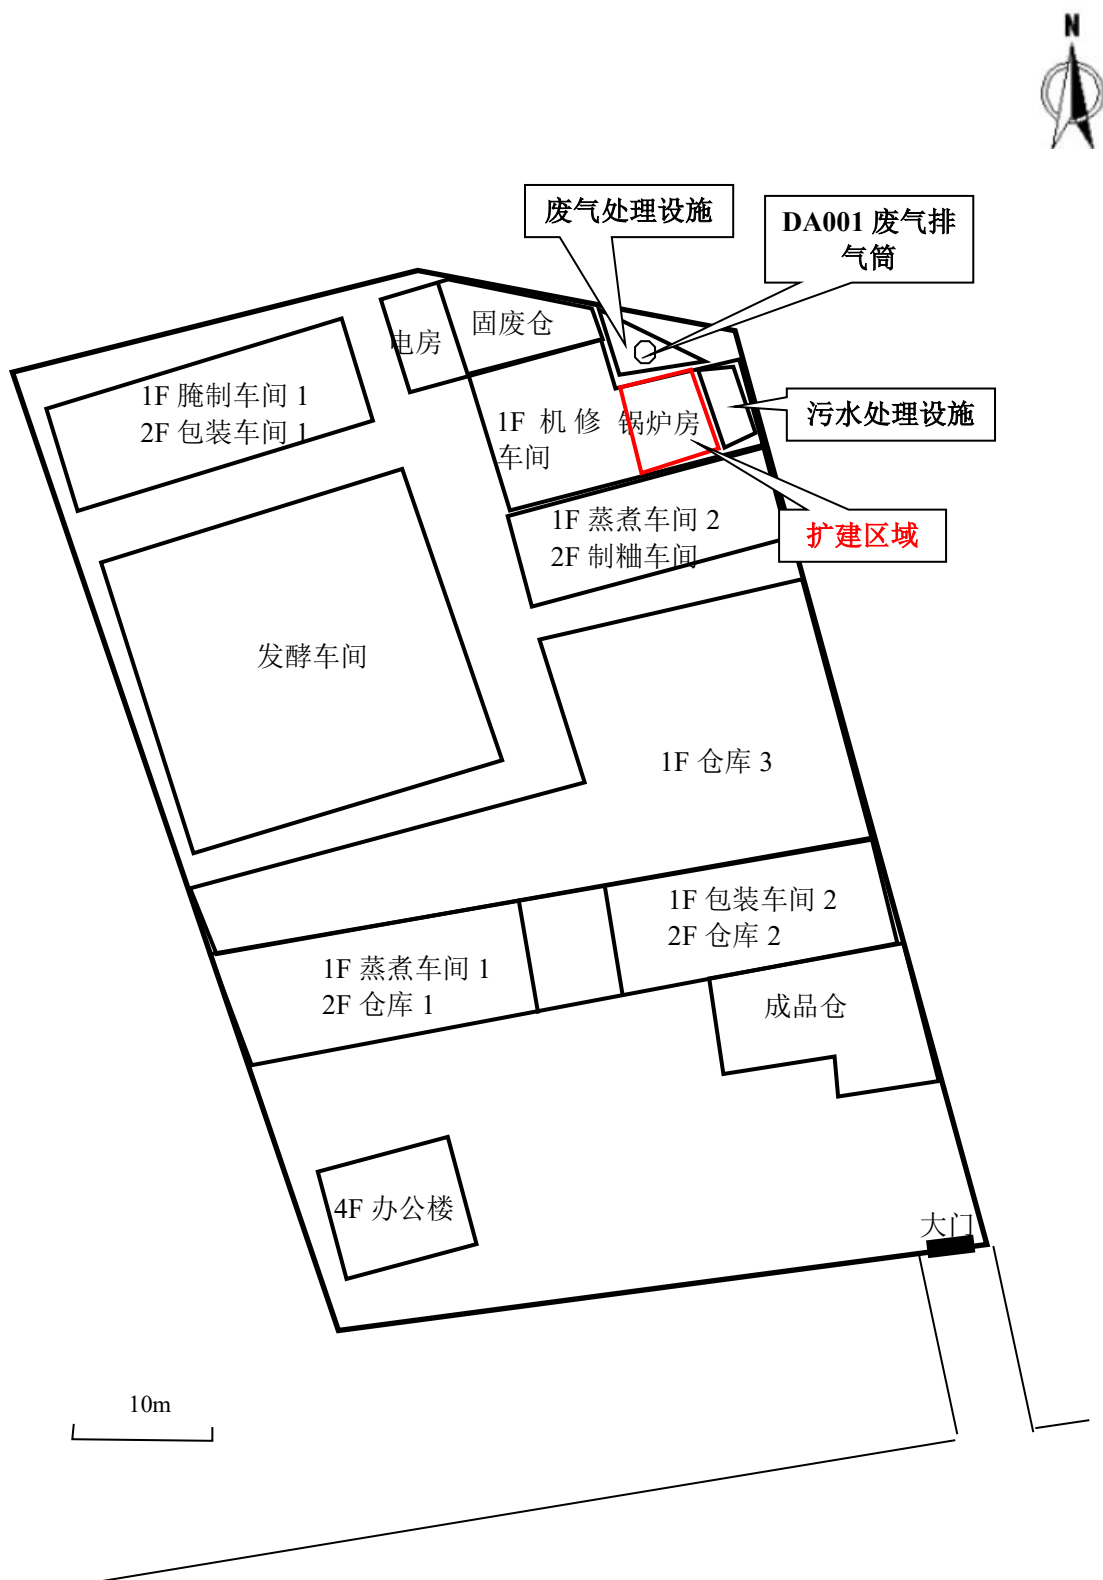 N
废气处理设施
DA001 废气排
气筒
固废仓
电房
1F 腌制车间 1
2F 包装车间 1
1F 机修
车间
锅炉房
污水处理设施
1F 蒸煮车间 2
2F 制粬车间
扩建区域
发酵车间
1F 仓库 3
1F 包装车间 2
2F 仓库 2
1F 蒸煮车间 1
2F 仓库 1
成品仓
4F 办公楼
大门
10m